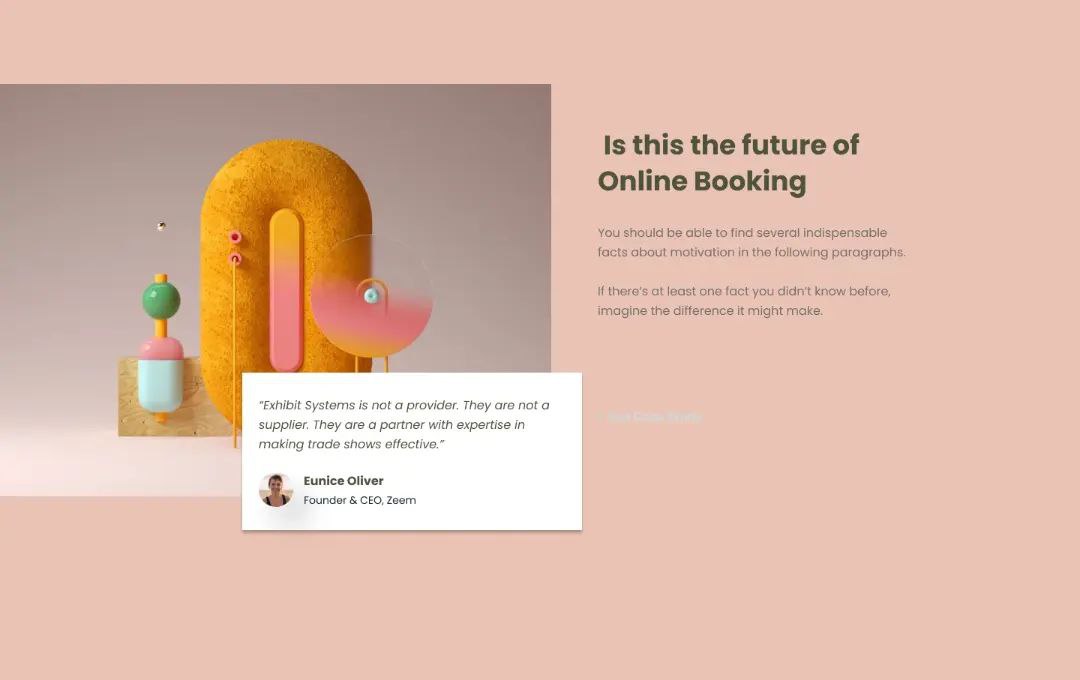 Is this the future of
Online Booking
You should be able to find several indispensable
facts about motivation in the following paragraphs.
If there's at least one fact you didn't know before,
imagine the difference it might make.
“Exhibit Systems is not a provider. They are not a
supplier. They are a partner with expertise in
making trade shows effective.”
Eunice Oliver
Founder & CEO, Zeem